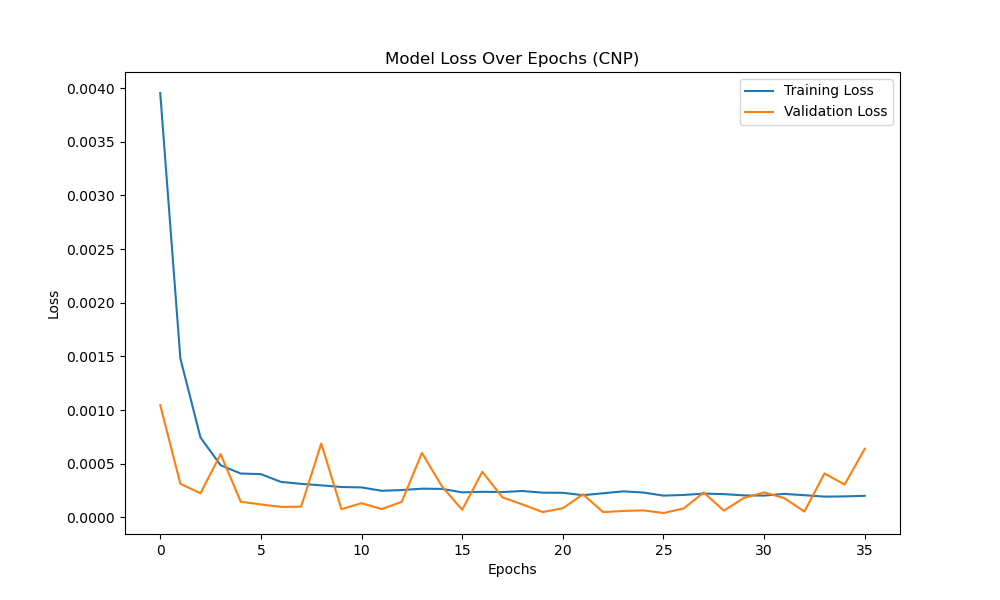 Model Loss Over Epochs (CNP)
Training Loss
Validation Loss
0.0040
0.0035
0.0030
0.0025
0.0020
0.0015
0.0010
0.0005
0.0000
Loss
0 5 10 15 20 25 30 35
Epochs